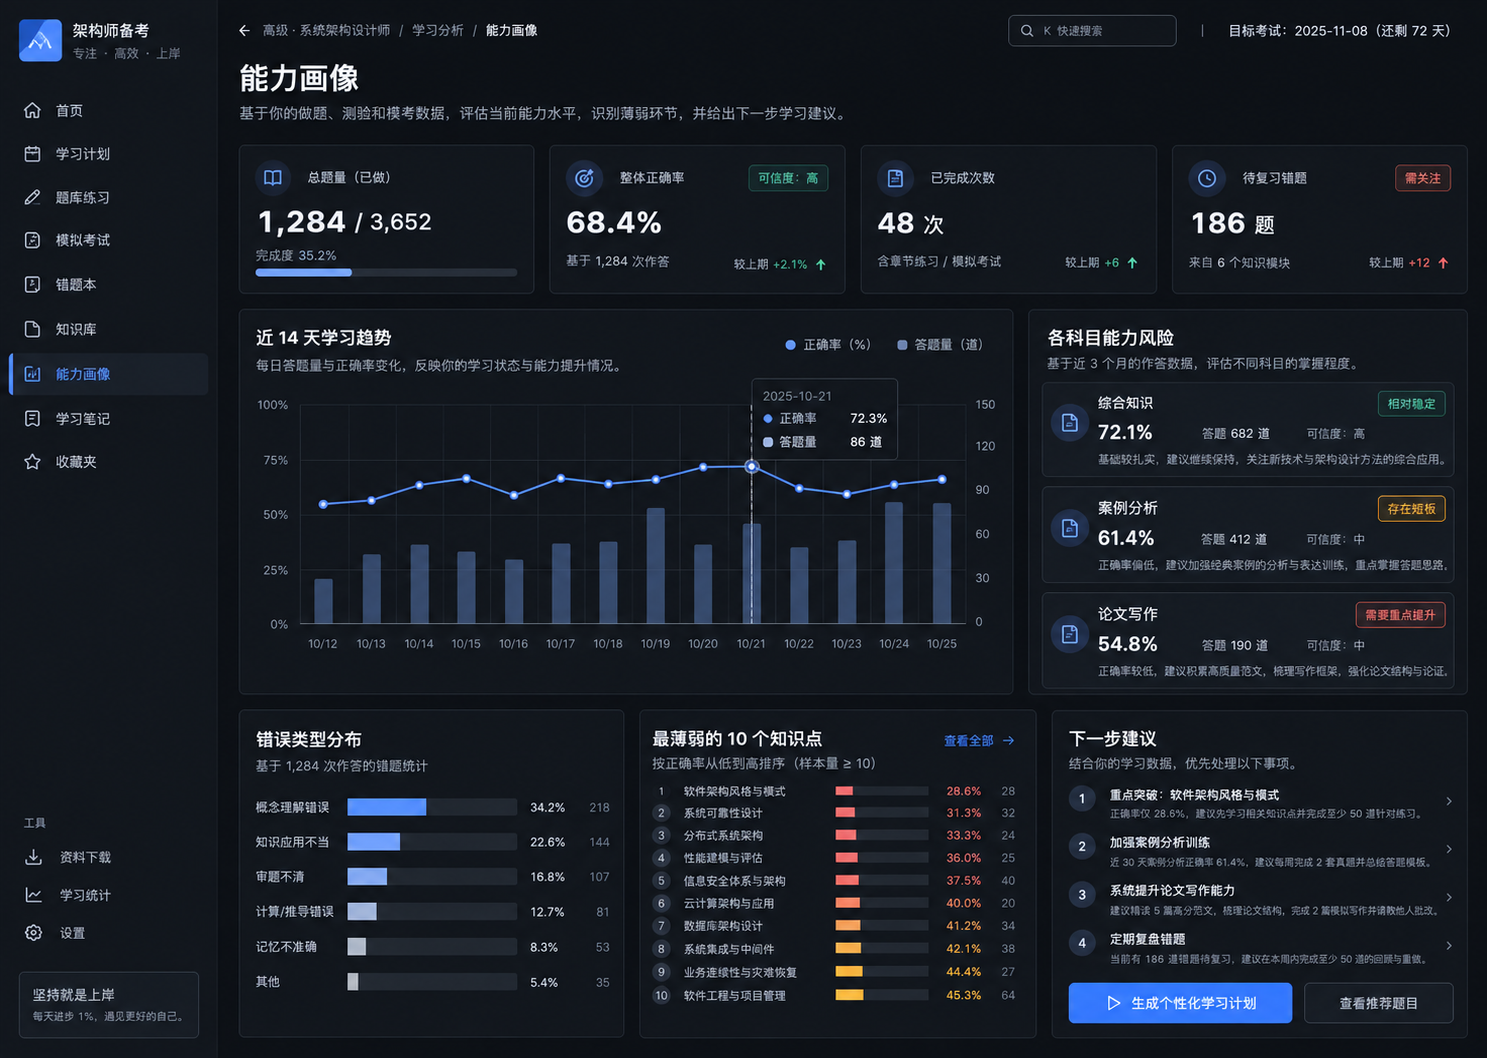 架构师备考
专注 · 高效 · 上岸
首页
学习计划
题库练习
模拟考试
错题本
知识库
能力画像
学习笔记
收藏夹
工具
资料下载
学习统计
设置
坚持就是上岸
每天进步 1%，遇见更好的自己。
← 高级 · 系统架构设计师 / 学习分析 / 能力画像
K 快速搜索
目标考试：2025-11-08（还剩 72 天）
能力画像
基于你的做题、测验和模考数据，评估当前能力水平，识别薄弱环节，并给出下一步学习建议。
总题量（已做）
1,284 / 3,652
完成度 35.2%
整体正确率
可信度：高
68.4%
基于 1,284 次作答
较上期 +2.1% ↑
已完成次数
48 次
含章节练习 / 模拟考试
较上期 +6 ↑
待复习错题
需关注
186 题
来自 6 个知识模块
较上期 +12 ↑
近 14 天学习趋势
每日答题量与正确率变化，反映你的学习状态与能力提升情况。
正确率（%）
答题量（道）
2025-10-21
正确率 72.3%
答题量 86 道
100%
75%
50%
25%
0%
150
120
90
60
30
0
10/12 10/13 10/14 10/15 10/16 10/17 10/18 10/19 10/20 10/21 10/22 10/23 10/24 10/25
各科目能力风险
基于近 3 个月的作答数据，评估不同科目的掌握程度。
综合知识
相对稳定
72.1% 答题 682 道 可信度：高
基础较扎实，建议继续保持，关注新技术与架构设计方法的综合应用。
案例分析
存在短板
61.4% 答题 412 道 可信度：中
正确率偏低，建议加强经典案例的分析与表达训练，重点掌握答题思路。
论文写作
需要重点提升
54.8% 答题 190 道 可信度：中
正确率较低，建议积累高质量范文，梳理写作框架，强化论文结构与论证。
错误类型分布
基于 1,284 次作答的错题统计
概念理解错误 34.2% 218
知识应用不当 22.6% 144
审题不清 16.8% 107
计算/推导错误 12.7% 81
记忆不准确 8.3% 53
其他 5.4% 35
最薄弱的 10 个知识点
查看全部 →
按正确率从低到高排序（样本量 ≥ 10）
1 软件架构风格与模式 28.6% 28
2 系统可靠性设计 31.3% 32
3 分布式系统架构 33.3% 24
4 性能建模与评估 36.0% 25
5 信息安全体系与架构 37.5% 40
6 云计算架构与应用 40.0% 20
7 数据库架构设计 41.2% 34
8 系统集成与中间件 42.1% 38
9 业务连续性与灾难恢复 44.4% 27
10 软件工程与项目管理 45.3% 64
下一步建议
结合你的学习数据，优先处理以下事项。
1 重点突破：软件架构风格与模式
正确率仅 28.6%，建议先学习相关知识点并完成至少 50 道针对练习。
2 加强案例分析训练
近 30 天案例分析正确率 61.4%，建议每周完成 2 套真题并总结答题模板。
3 系统提升论文写作能力
建议精读 5 篇高分范文，梳理论文结构，完成 2 篇模拟写作并请教他人批改。
4 定期复盘错题
当前有 186 道错题待复习，建议在本周内完成至少 50 道的回顾与重做。
生成个性化学习计划
查看推荐题目